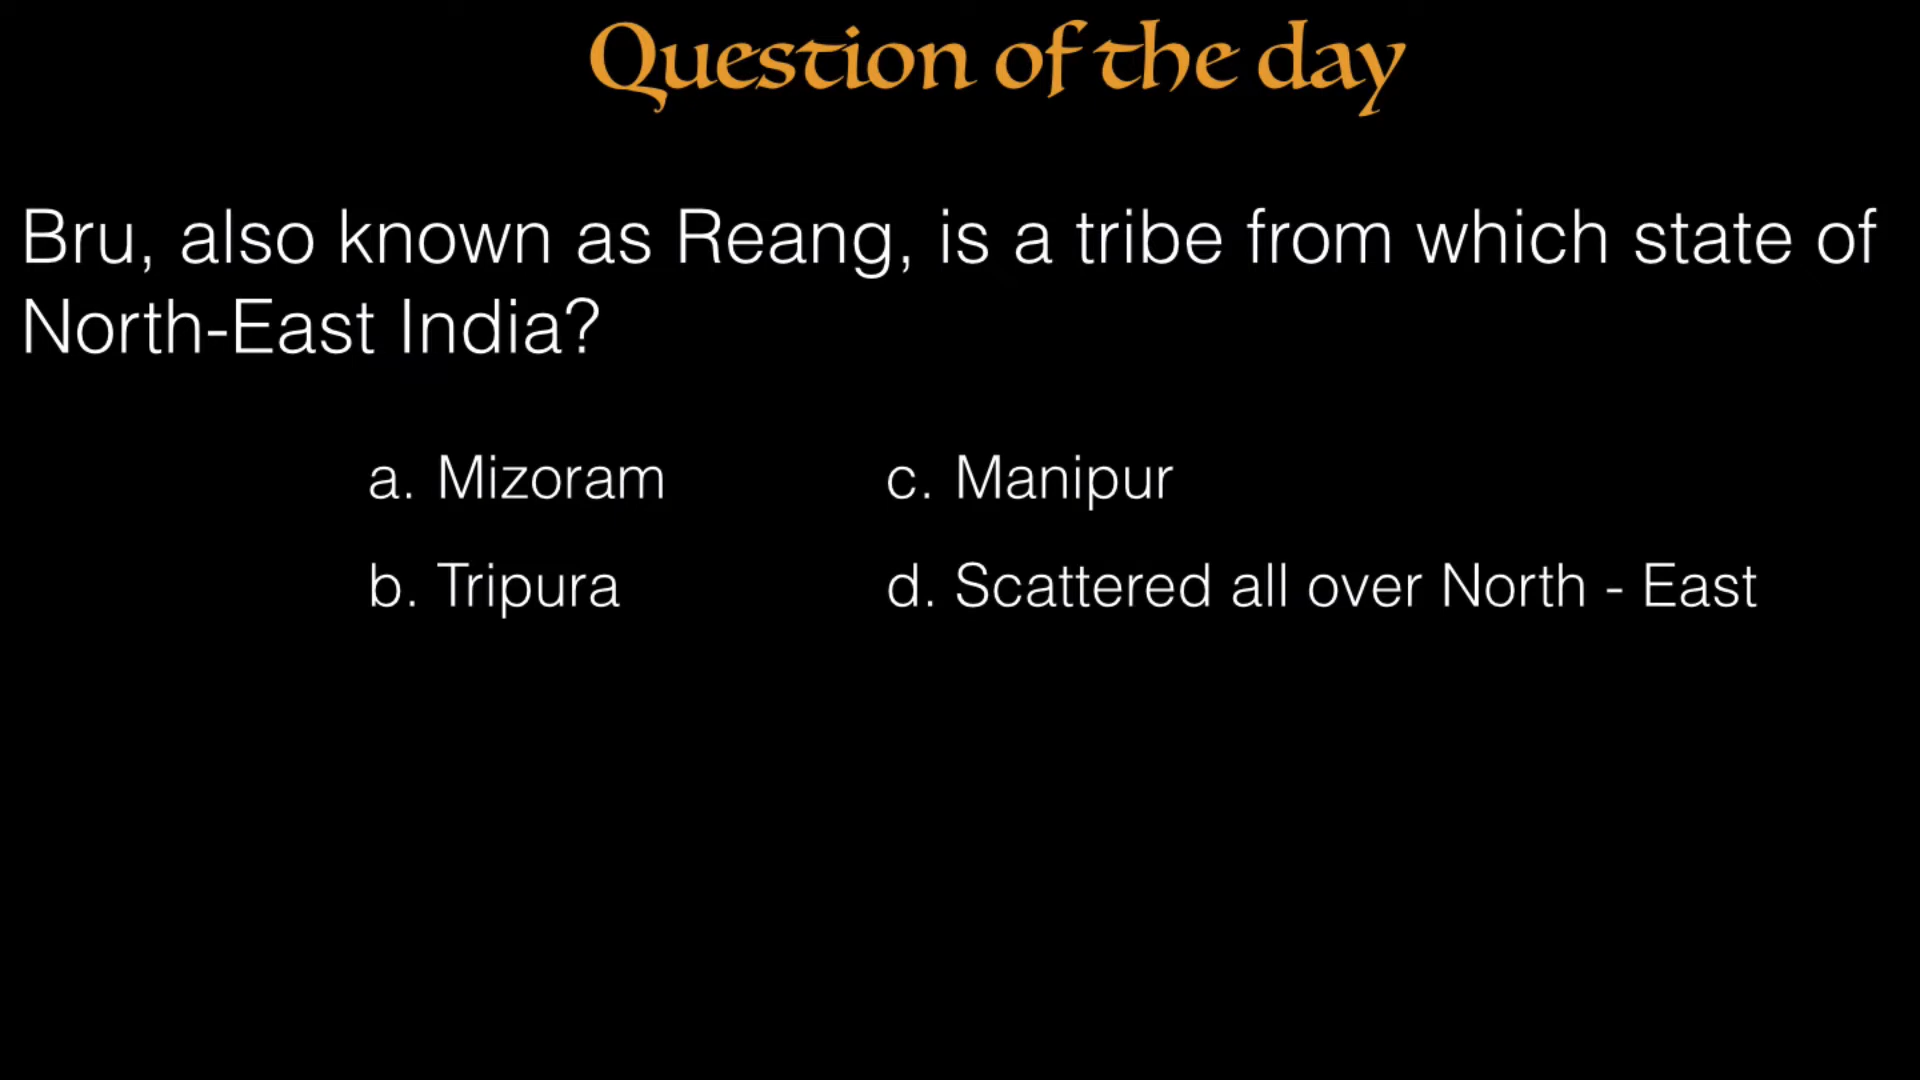 Question of the day
Bru, also known as Reang, is a tribe from which state of
North-East India?
a. Mizoram
b. Tripura
c. Manipur
d. Scattered all over North - East